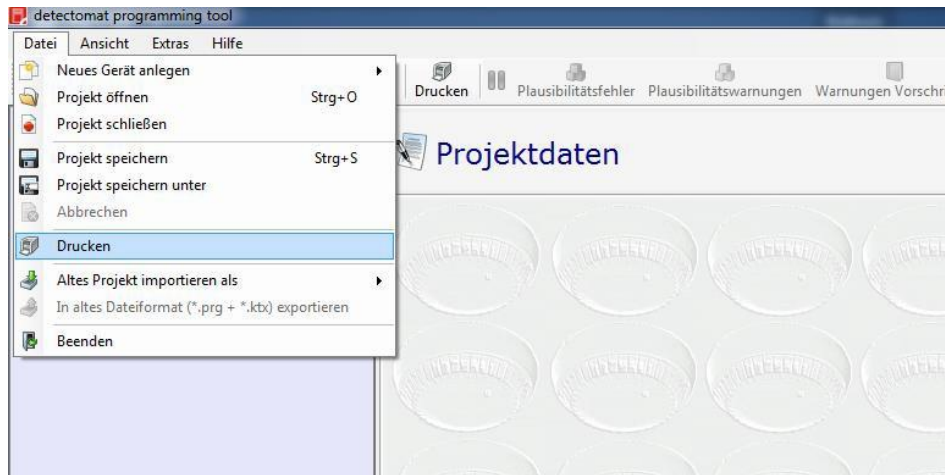 detectomat programming tool
Datei Ansicht Extras Hilfe
Neues Gerät anlegen
Projekt öffnen Strg+O
Projekt schließen
Projekt speichern Strg+S
Projekt speichern unter
Abbrechen
Drucken
Altes Projekt importieren als
In altes Dateiformat (*.prg + *.ktx) exportieren
Beenden
Drucken Plausibilitätsfehler Plausibilitätswarnungen Warnungen Vorschri
Projektdaten